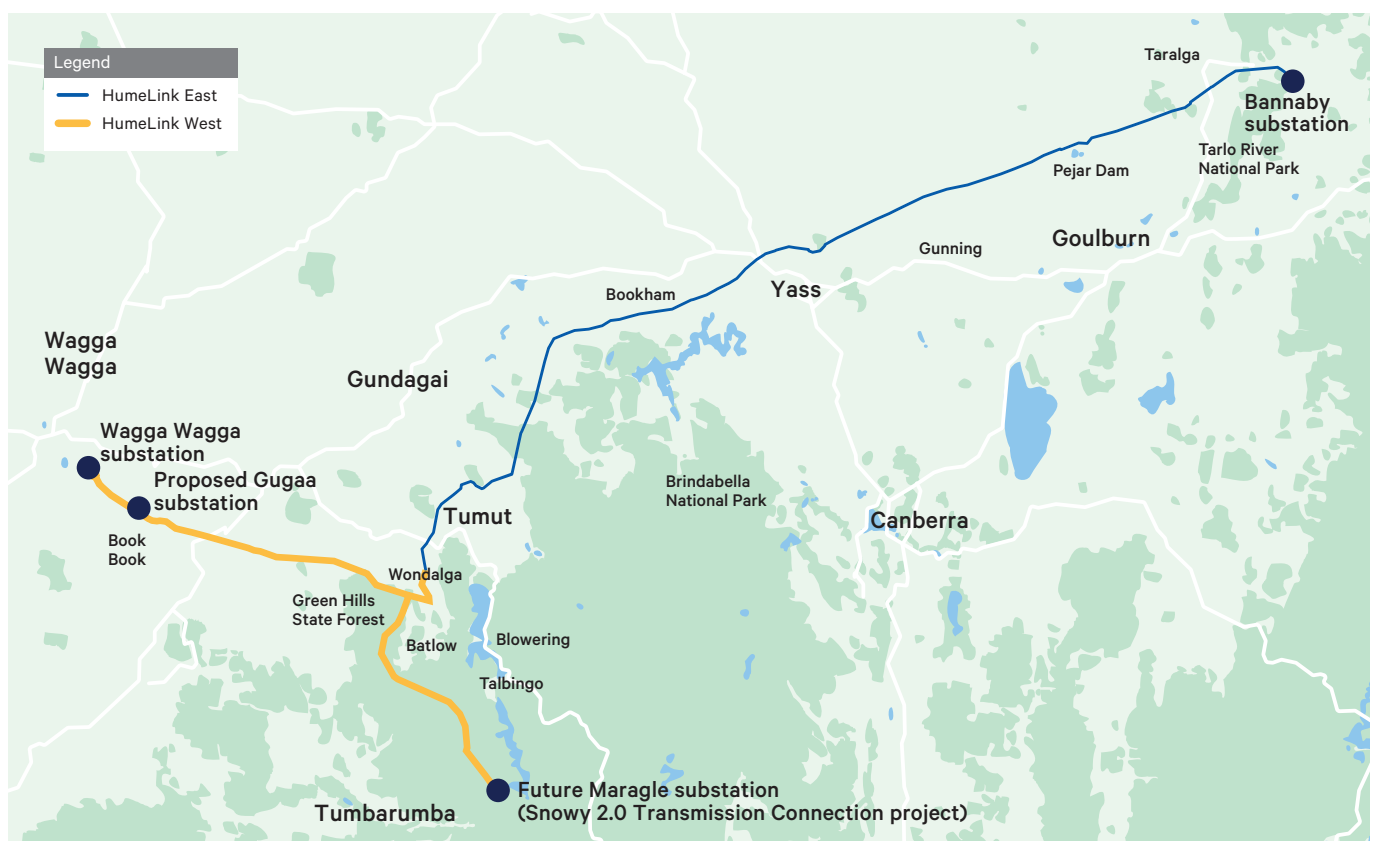 Legend
HumeLink East
HumeLink West
Taralga
Bannaby
substation
Tarlo River
National Park
Pejar Dam
Goulburn
Gunning
Yass
Bookham
Wagga
Wagga
Gundagai
Wagga Wagga
substation
Proposed Gugaa
substation
Brindabella
National Park
Tumut
Canberra
Book
Book
Wondalga
Green Hills
State Forest
Batlow
Blowering
Talbingo
Future Maragle substation
(Snowy 2.0 Transmission Connection project)
Tumbarumba